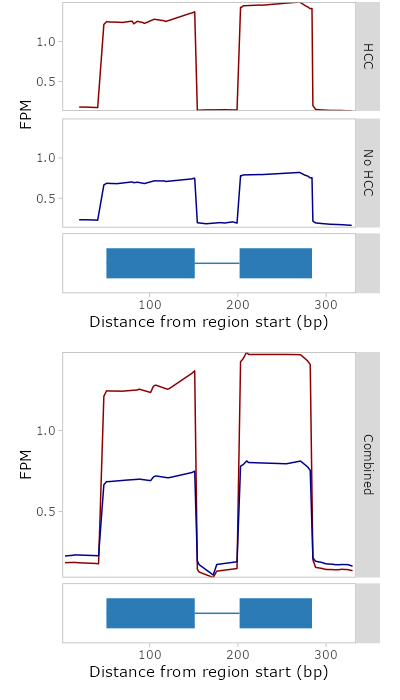 1.0
0.5
HCC
FPM
1.0
0.5
No HCC
100 200 300
Distance from region start (bp)
1.0
0.5
FPM
Combined
100 200 300
Distance from region start (bp)